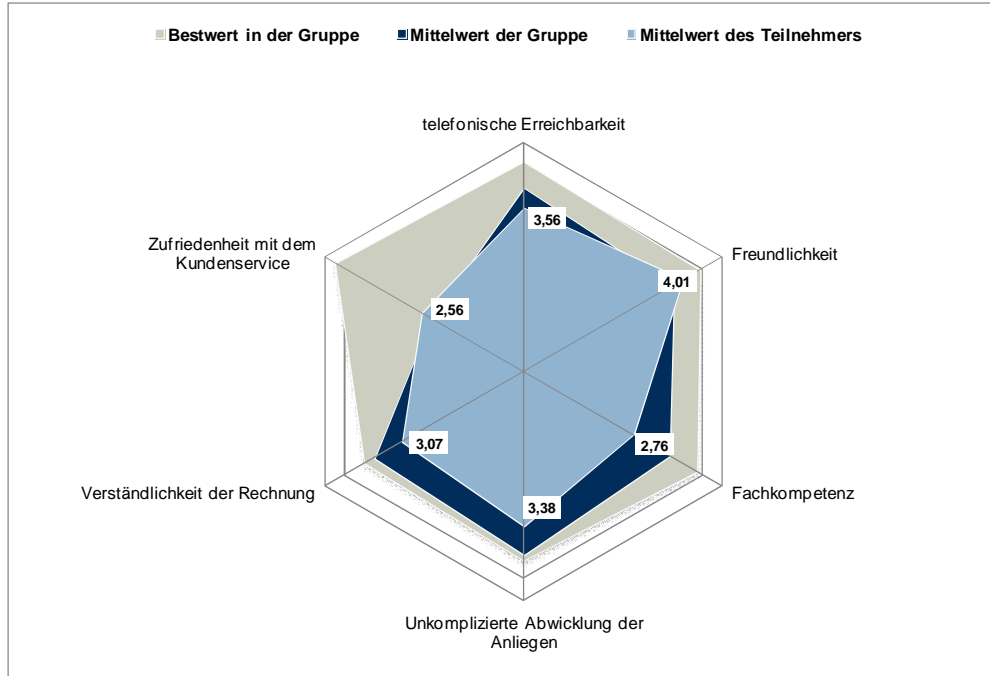 Bestwert in der Gruppe Mittelwert der Gruppe Mittelwert des Teilnehmers
telefonische Erreichbarkeit
3,56
Zufriedenheit mit dem
Kundenservice
Freundlichkeit
4,01
2,56
3,07
2,76
Verständlichkeit der Rechnung
Fachkompetenz
3,38
Unkomplizierte Abwicklung der
Anliegen